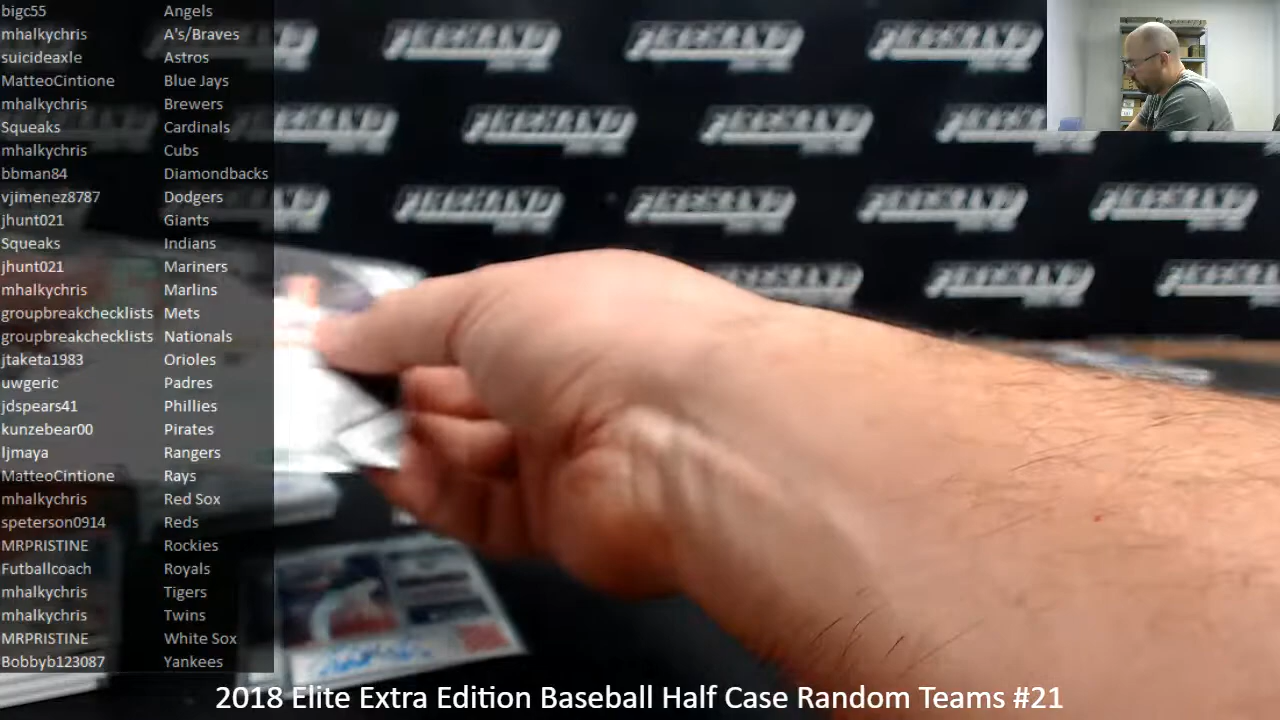 bigc55 Angels
mhalkychris A's/Braves
suicideaxle Astros
MatteoCintione Blue Jays
mhalkychris Brewers
Squeaks Cardinals
mhalkychris Cubs
bbman84 Diamondbacks
vjimenez8787 Dodgers
jhunt021 Giants
Squeaks Indians
jhunt021 Mariners
mhalkychris Marlins
groupbreakchecklists Mets
groupbreakchecklists Nationals
jtaketa1983 Orioles
uwgeric Padres
jdspears41 Phillies
kunzebear00 Pirates
ljmaya Rangers
MatteoCintione Rays
mhalkychris Red Sox
speterson0914 Reds
MRPRISTINE Rockies
Futballcoach Royals
mhalkychris Tigers
mhalkychris Twins
MRPRISTINE White Sox
Bobbyb123087 Yankees
2018 Elite Extra Edition Baseball Half Case Random Teams #21